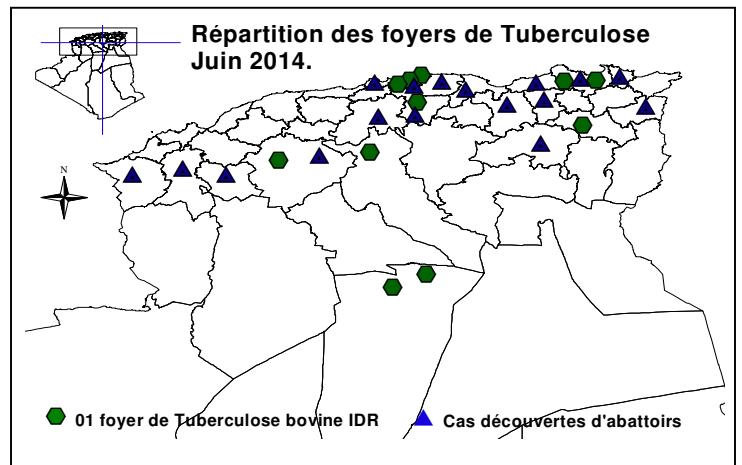 Répartition des foyers de Tuberculose
Juin 2014.
N
01 foyer de Tuberculose bovine IDR
Cas découvertes d'abattoirs